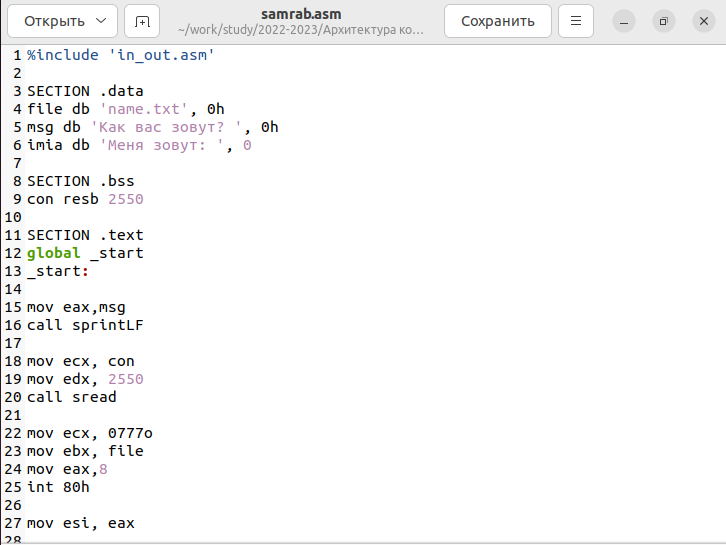 Открыть
samrab.asm
~/work/study/2022-2023/Архитектура ко...
Сохранить
1 %include 'in_out.asm'
2
3 SECTION .data
4 file db 'name.txt', 0h
5 msg db 'Как вас зовут? ', 0h
6 imia db 'Меня зовут: ', 0
7
8 SECTION .bss
9 con resb 2550
10
11 SECTION .text
12 global _start
13 _start:
14
15 mov eax,msg
16 call sprintLF
17
18 mov ecx, con
19 mov edx, 2550
20 call sread
21
22 mov ecx, 0777o
23 mov ebx, file
24 mov eax,8
25 int 80h
26
27 mov esi, eax
28